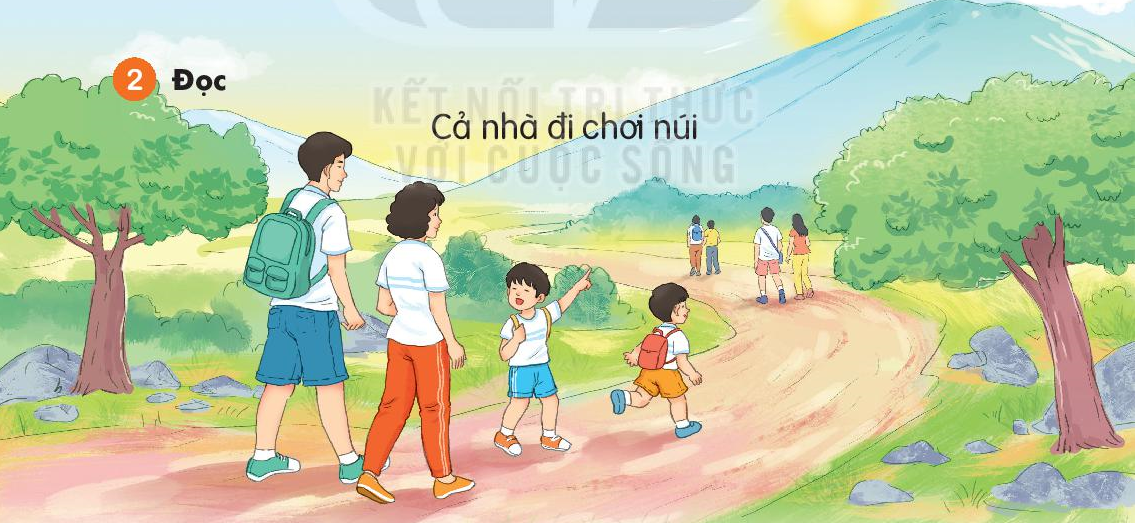 2 Đọc
KẾT NỐI TRI THỨC
Cả nhà đi chơi núi
VỚI CUỘC SỐNG